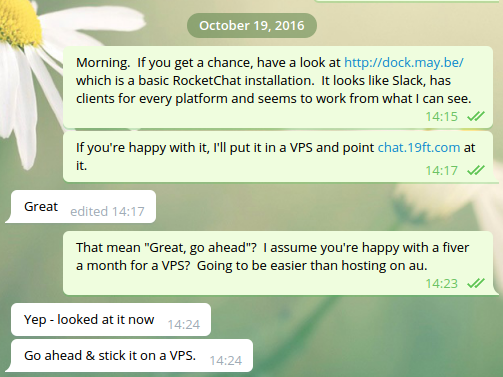 October 19, 2016
Morning.  If you get a chance, have a look at http://dock.may.be/
which is a basic RocketChat installation.  It looks like Slack, has
clients for every platform and seems to work from what I can see.
14:15
If you're happy with it, I'll put it in a VPS and point chat.19ft.com at
it.
14:17
Great edited 14:17
That mean "Great, go ahead"?  I assume you're happy with a fiver
a month for a VPS?  Going to be easier than hosting on au.
14:23
Yep - looked at it now 14:24
Go ahead & stick it on a VPS. 14:24